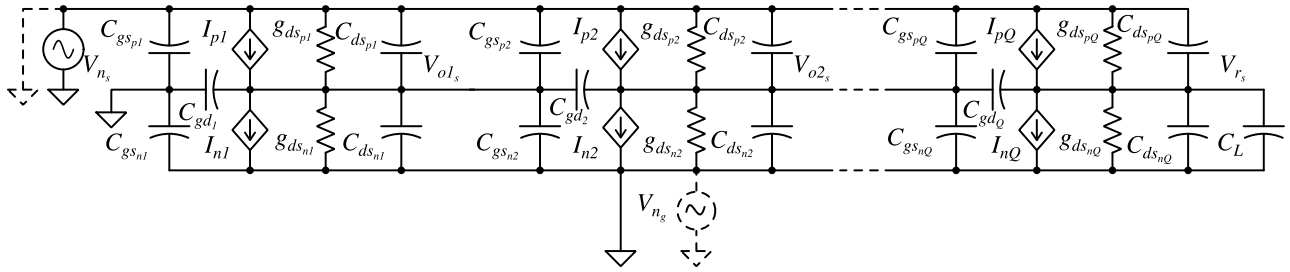 C_{gs_{p1}} I_{p1} g_{ds_{p1}} C_{ds_{p1}} C_{gs_{p2}} I_{p2} g_{ds_{p2}} C_{ds_{p2}} C_{gs_{pQ}} I_{pQ} g_{ds_{pQ}} C_{ds_{pQ}}
V_{n_s} V_{o1_s} V_{o2_s} V_{r_s}
C_{gd_1} C_{gd_2} C_{gd_Q}
C_{gs_{n1}} I_{n1} g_{ds_{n1}} C_{ds_{n1}} C_{gs_{n2}} I_{n2} g_{ds_{n2}} C_{ds_{n2}} C_{gs_{nQ}} I_{nQ} g_{ds_{nQ}} C_{ds_{nQ}} C_L
V_{n_g}